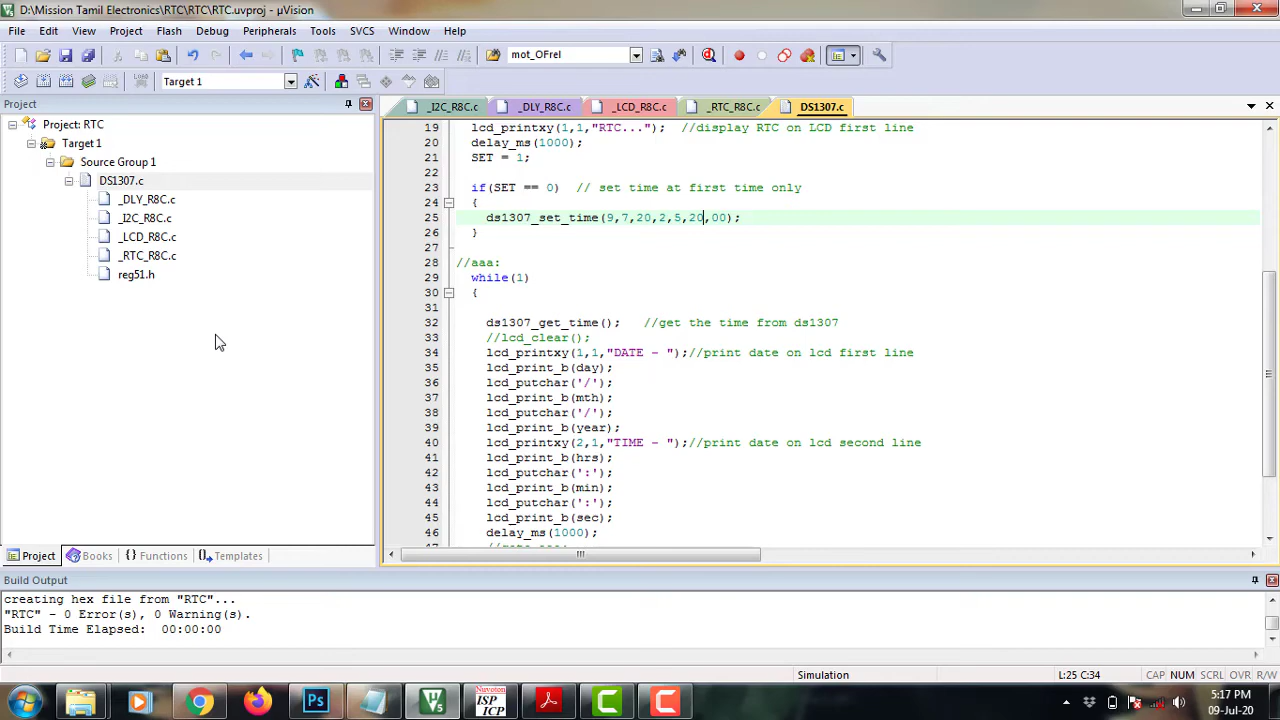 D:\Mission Tamil Electronics\RTC\RTC\RTC.uvproj - µVision
File Edit View Project Flash Debug Peripherals Tools SVCS Window Help
mot_OFrel
LOAD Target 1
Project
_I2C_R8C.c _DLY_R8C.c _LCD_R8C.c _RTC_R8C.c DS1307.c
Project: RTC
Target 1
Source Group 1
DS1307.c
_DLY_R8C.c
_I2C_R8C.c
_LCD_R8C.c
_RTC_R8C.c
reg51.h
19 lcd_printxy(1,1,"RTC..."); //display RTC on LCD first line
20 delay_ms(1000);
21 SET = 1;
22
23 if(SET == 0) // set time at first time only
24 {
25 ds1307_set_time(9,7,20,2,5,20,00);
26 }
27
28 //aaa:
29 while(1)
30 {
31
32 ds1307_get_time(); //get the time from ds1307
33 //lcd_clear();
34 lcd_printxy(1,1,"DATE - ");//print date on lcd first line
35 lcd_print_b(day);
36 lcd_putchar('/');
37 lcd_print_b(mth);
38 lcd_putchar('/');
39 lcd_print_b(year);
40 lcd_printxy(2,1,"TIME - ");//print date on lcd second line
41 lcd_print_b(hrs);
42 lcd_putchar(':');
43 lcd_print_b(min);
44 lcd_putchar(':');
45 lcd_print_b(sec);
46 delay_ms(1000);
Project Books {} Functions Templates
Build Output
creating hex file from "RTC"...
"RTC" - 0 Error(s), 0 Warning(s).
Build Time Elapsed: 00:00:00
Simulation L:25 C:34 CAP NUM SCRL OVR R/W
Nuvoton
ISP
ICP
5:17 PM
09-Jul-20